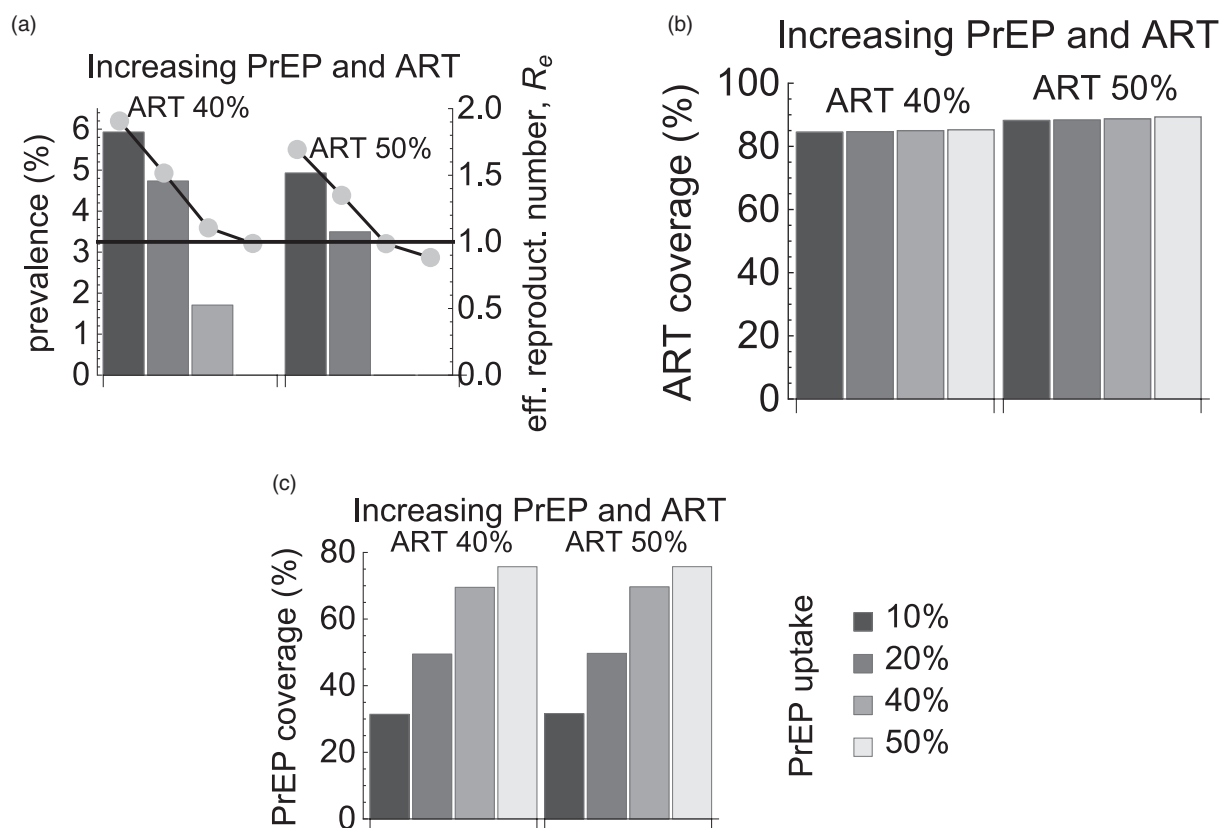 (a)
Increasing PrEP and ART
ART 40%
ART 50%
prevalence (%)
6
5
4
3
2
1
0
2.0
1.5
1.0
0.5
0.0
eff. reproduct. number, Re
(b)
Increasing PrEP and ART
ART 40%
ART 50%
ART coverage (%)
100
80
60
40
20
0
(c)
Increasing PrEP and ART
ART 40%
ART 50%
PrEP coverage (%)
80
60
40
20
0
PrEP uptake
10%
20%
40%
50%